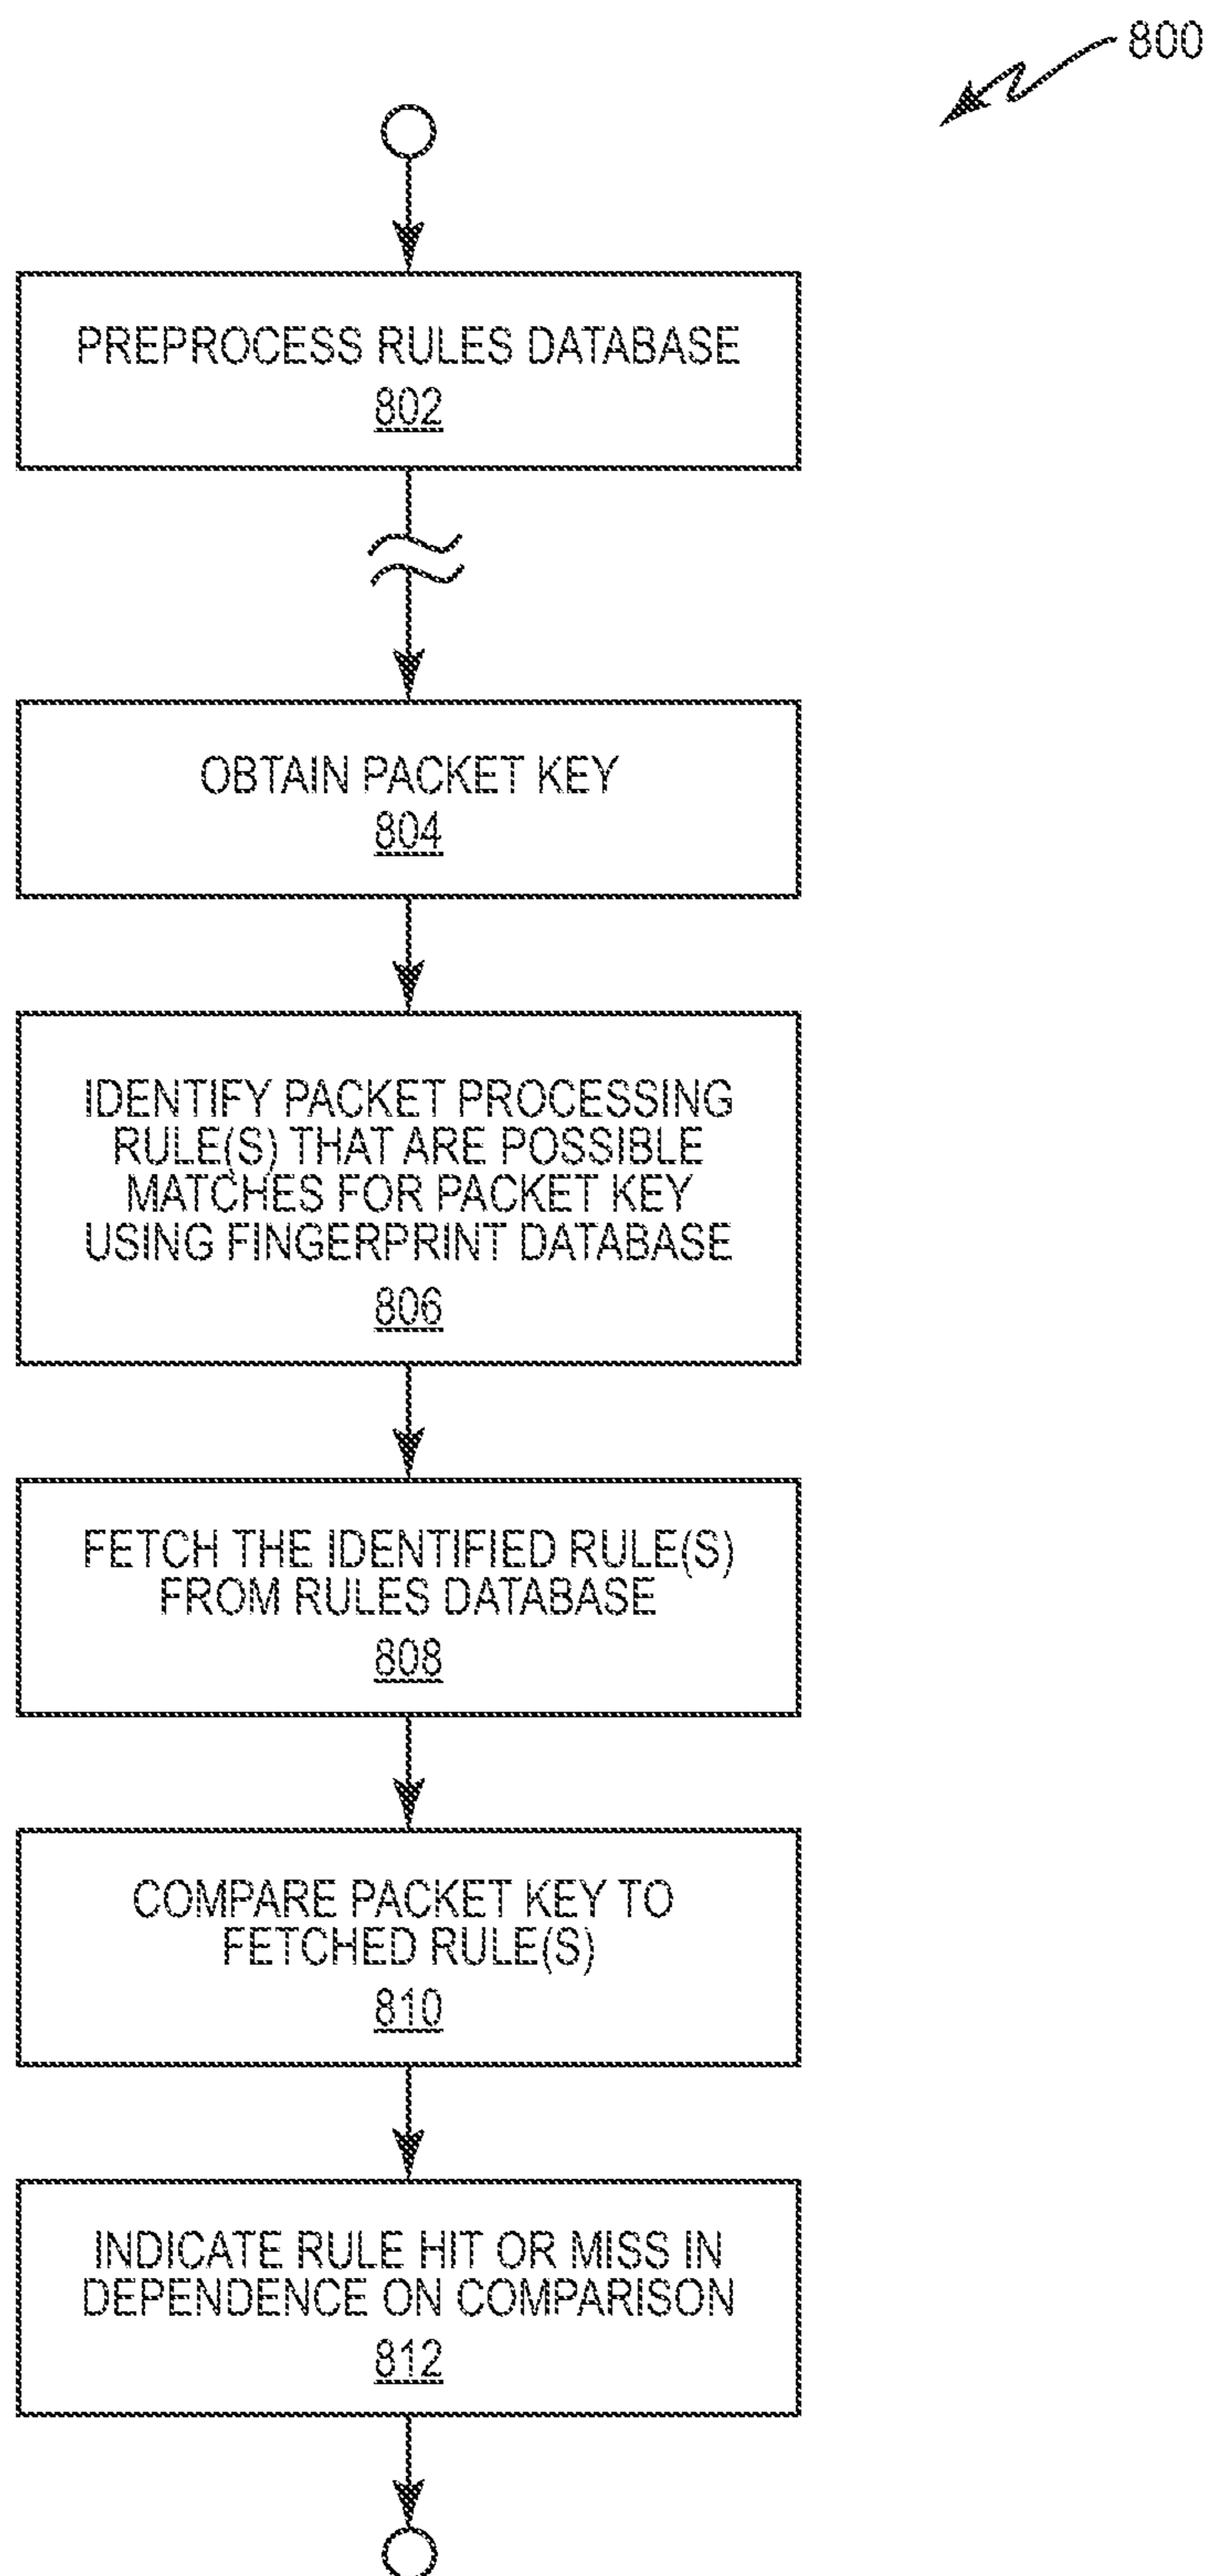 800
PREPROCESS RULES DATABASE
802
OBTAIN PACKET KEY
804
IDENTIFY PACKET PROCESSING
RULE(S) THAT ARE POSSIBLE
MATCHES FOR PACKET KEY
USING FINGERPRINT DATABASE
806
FETCH THE IDENTIFIED RULE(S)
FROM RULES DATABASE
808
COMPARE PACKET KEY TO
FETCHED RULE(S)
810
INDICATE RULE HIT OR MISS IN
DEPENDENCE ON COMPARISON
812